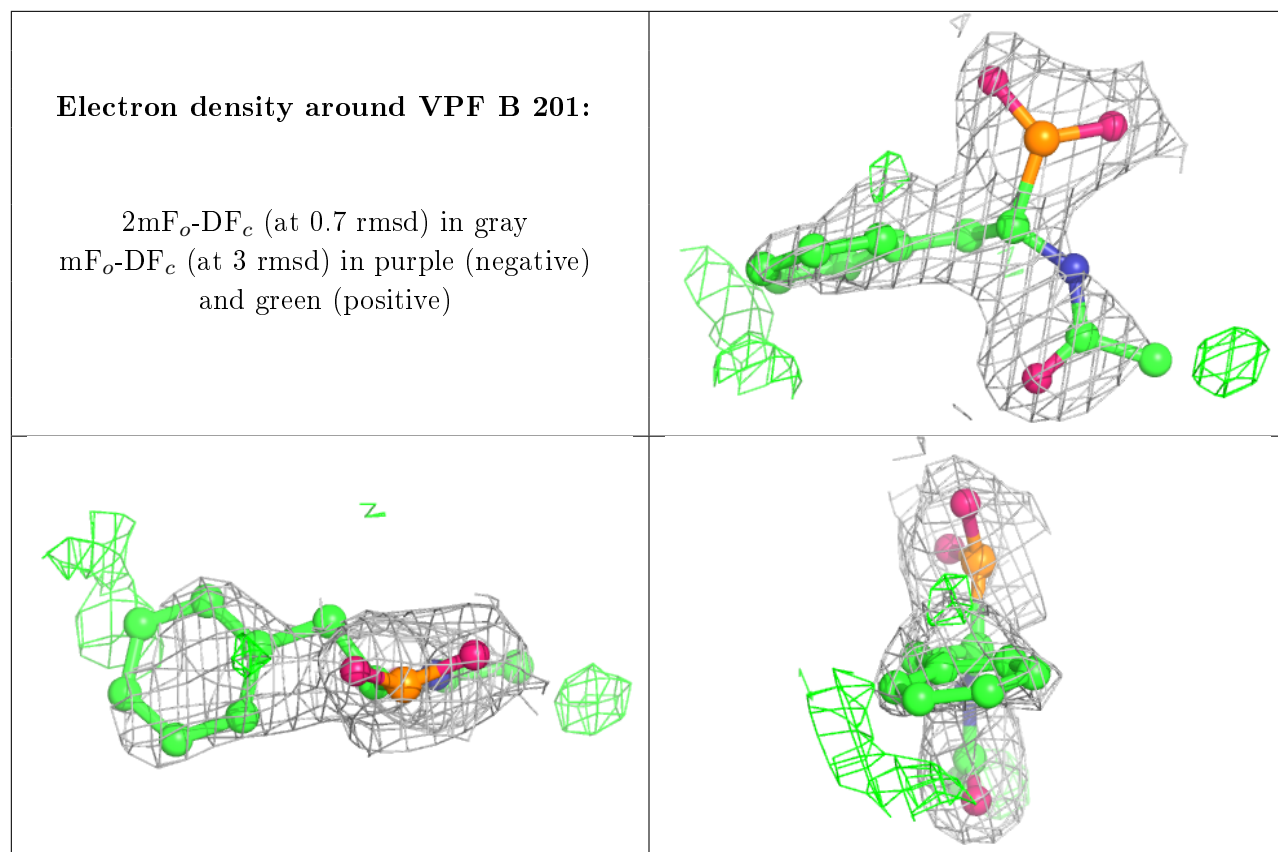 Electron density around VPF B 201:
2mFo-DFc (at 0.7 rmsd) in gray
mFo-DFc (at 3 rmsd) in purple (negative)
and green (positive)